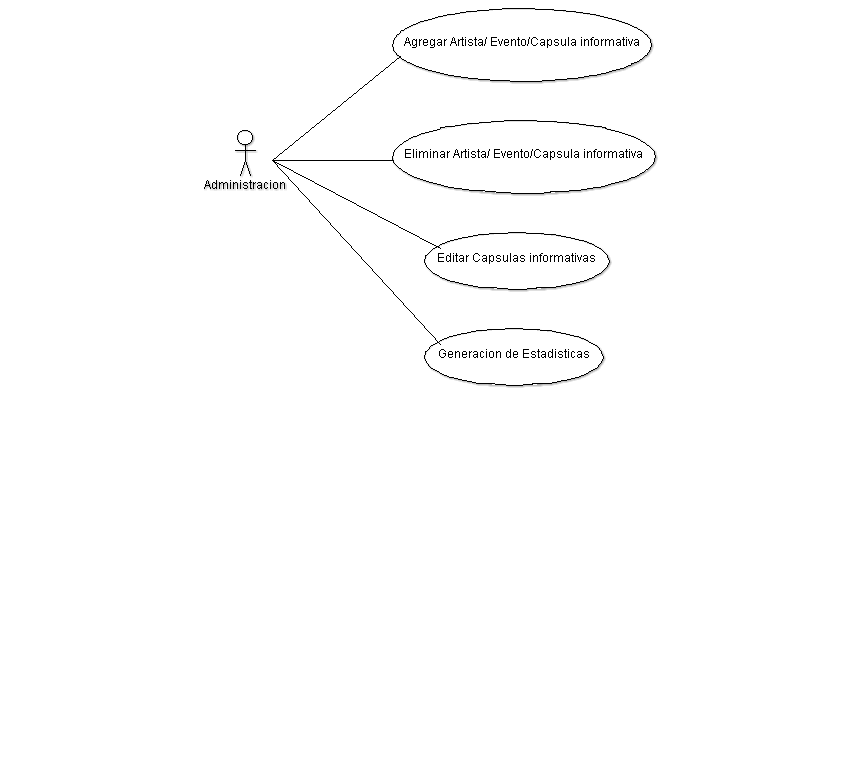 Agregar Artista/ Evento/Capsula informativa
Eliminar Artista/ Evento/Capsula informativa
Administracion
Editar Capsulas informativas
Generacion de Estadisticas